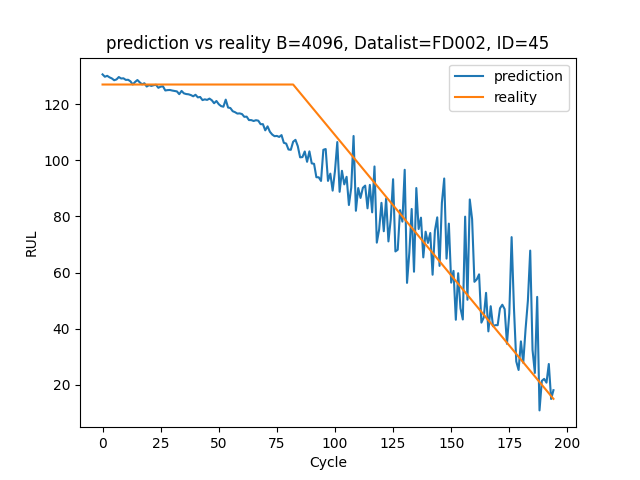 prediction vs reality B=4096, Datalist=FD002, ID=45
prediction
reality
RUL
120
100
80
60
40
20
0 25 50 75 100 125 150 175 200
Cycle